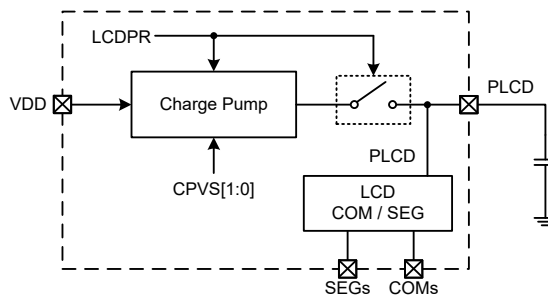 LCDPR
PLCD
VDD
Charge Pump
PLCD
CPVS[1:0]
LCD
COM / SEG
SEGs
COMs